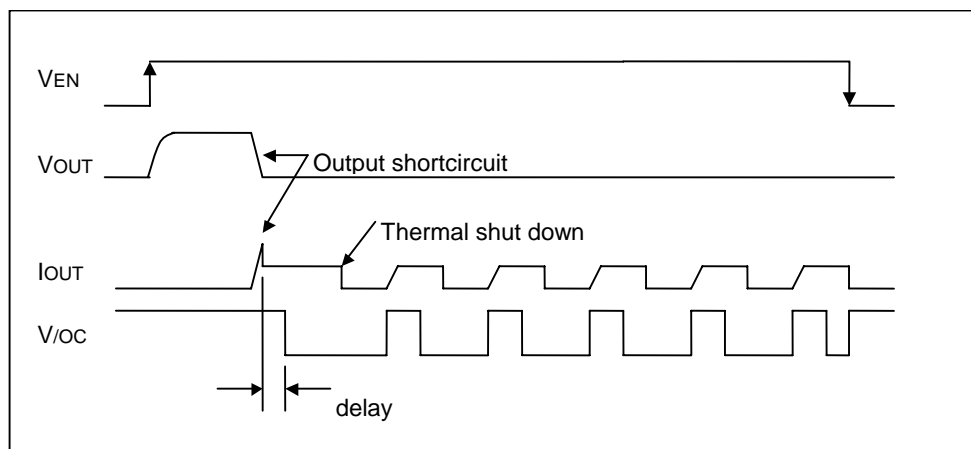 VEN
VOUT
Output shortcircuit
Thermal shut down
IOUT
V/OC
delay